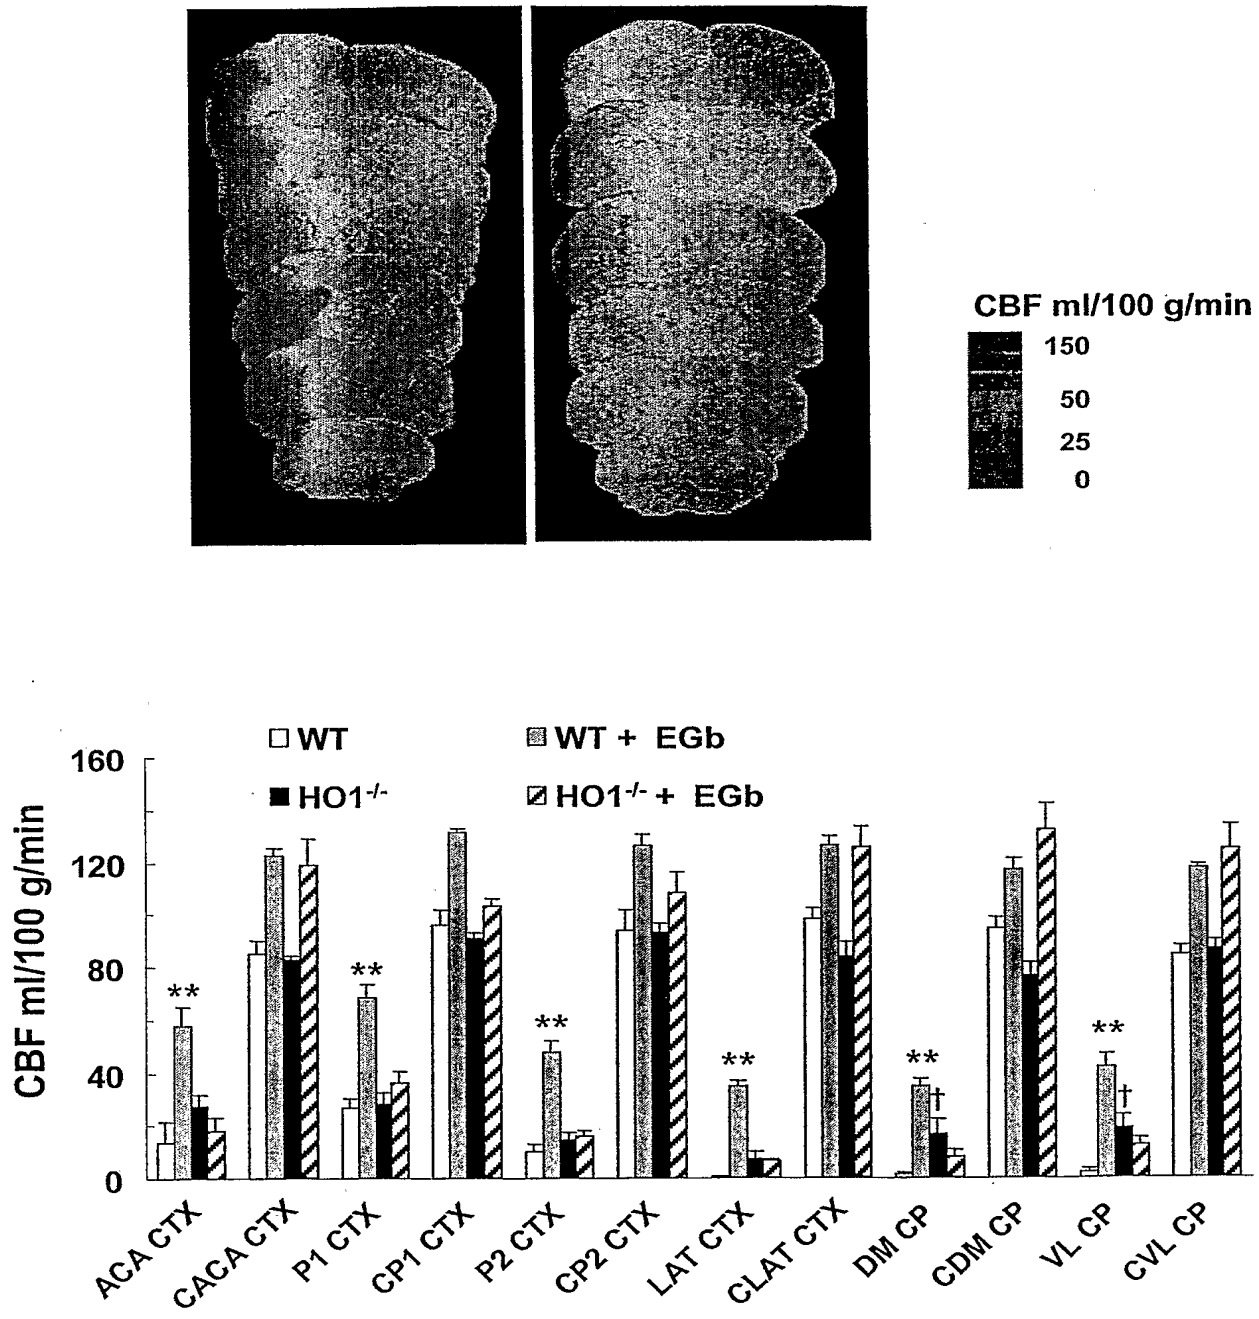 CBF ml/100 g/min
150
50
25
0
WT
WT + EGb
HO1-/-
HO1-/- + EGb
CBF ml/100 g/min
160
120
80
40
0
**
**
**
**
**
†
**
†
ACA CTX
CACA CTX
P1 CTX
CP1 CTX
P2 CTX
CP2 CTX
LAT CTX
CLAT CTX
DM CP
CDM CP
VL CP
CVL CP